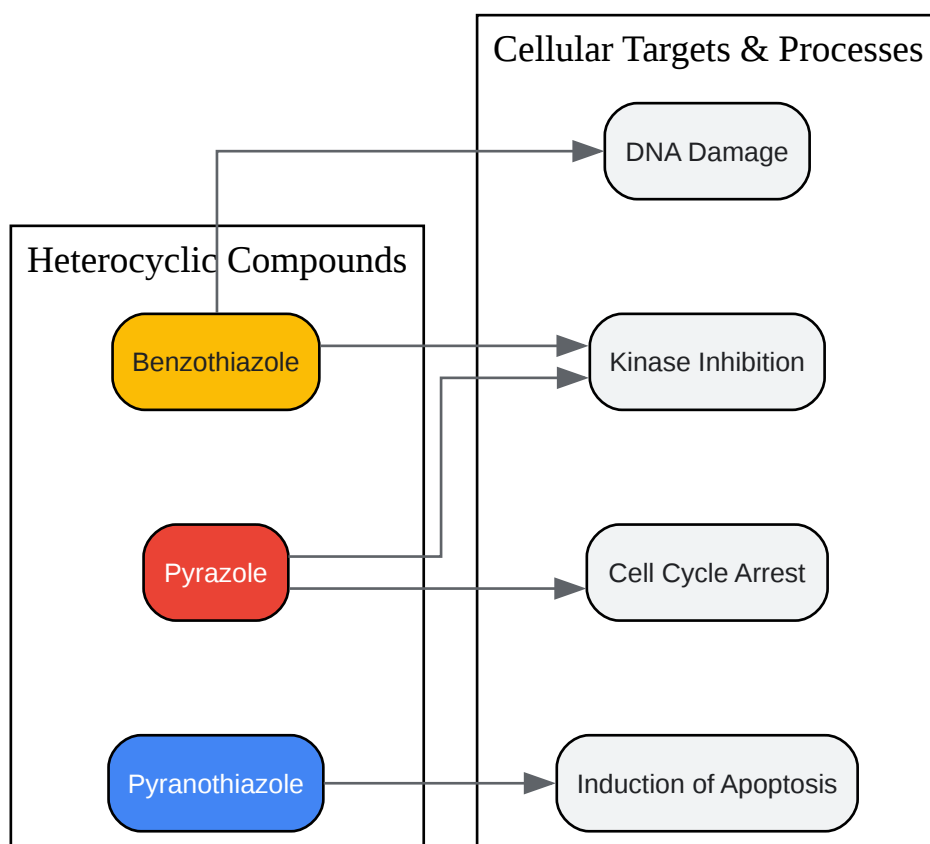 Cellular Targets & Processes
DNA Damage
Heterocyclic Compounds
Benzothiazole
Kinase Inhibition
Pyrazole
Cell Cycle Arrest
Pyranothiazole
Induction of Apoptosis